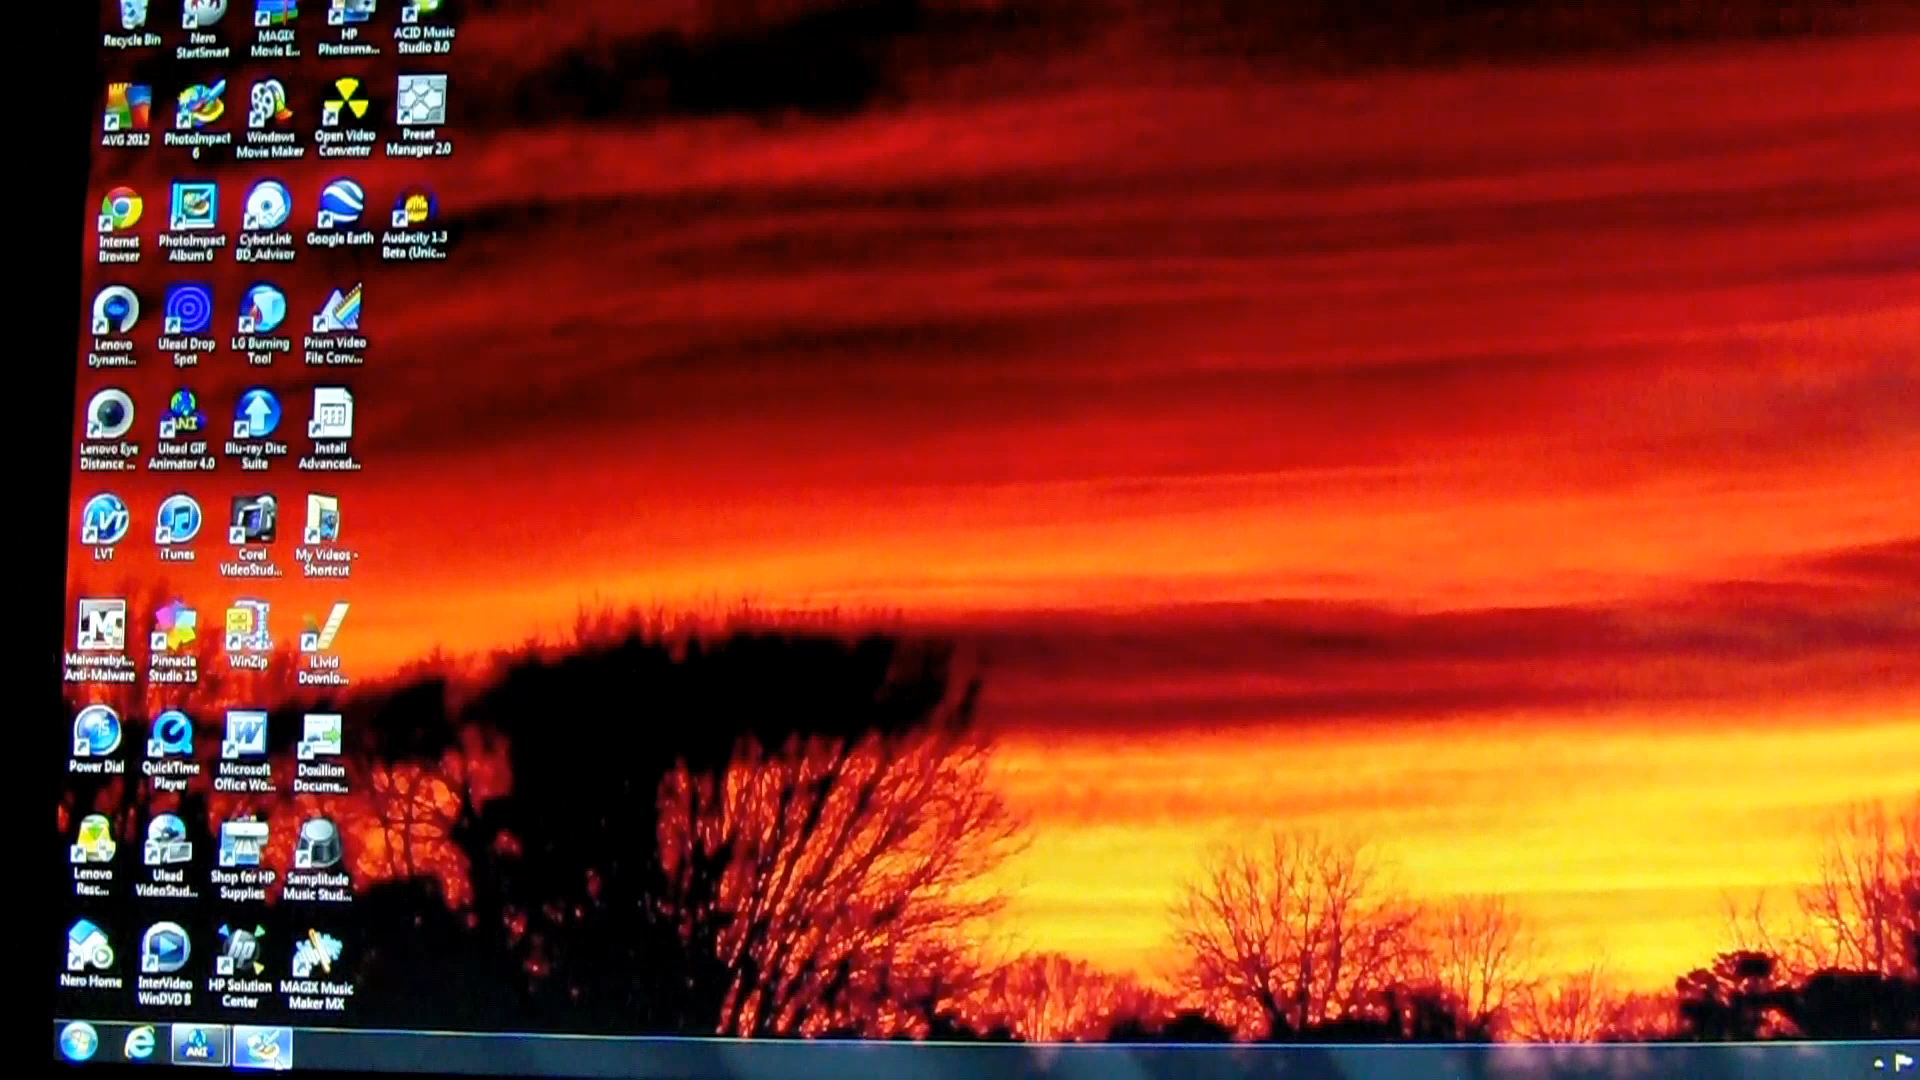 Recycle Bin
Nero
StartSmart
MAGIX
Movie E...
HP
Photosma...
ACID Music
Studio 8.0
AVG 2012
PhotoImpact
6
Windows
Movie Maker
Open Video
Converter
Preset
Manager 2.0
Internet
Browser
PhotoImpact
Album 6
CyberLink
BD_Advisor
Google Earth
Audacity 1.3
Beta (Unic...
Lenovo
Dynami...
Ulead Drop
Spot
LG Burning
Tool
Prism Video
File Conv...
Lenovo Eye
Distance ...
ANI
Ulead GIF
Animator 4.0
Blu-ray Disc
Suite
Install
Advanced...
LVT
LVT
iTunes
Corel
VideoStud...
My Videos -
Shortcut
M
Malwarebyt...
Anti-Malware
Pinnacle
Studio 15
WinZip
iLivid
Downlo...
Power Dial
QuickTime
Player
W
Microsoft
Office Wo...
Doxillion
Docume...
Lenovo
Resc...
Ulead
VideoStud...
Shop for HP
Supplies
Samplitude
Music Stud...
Nero Home
InterVideo
WinDVD 8
hp
HP Solution
Center
MAGIX Music
Maker MX
ANI